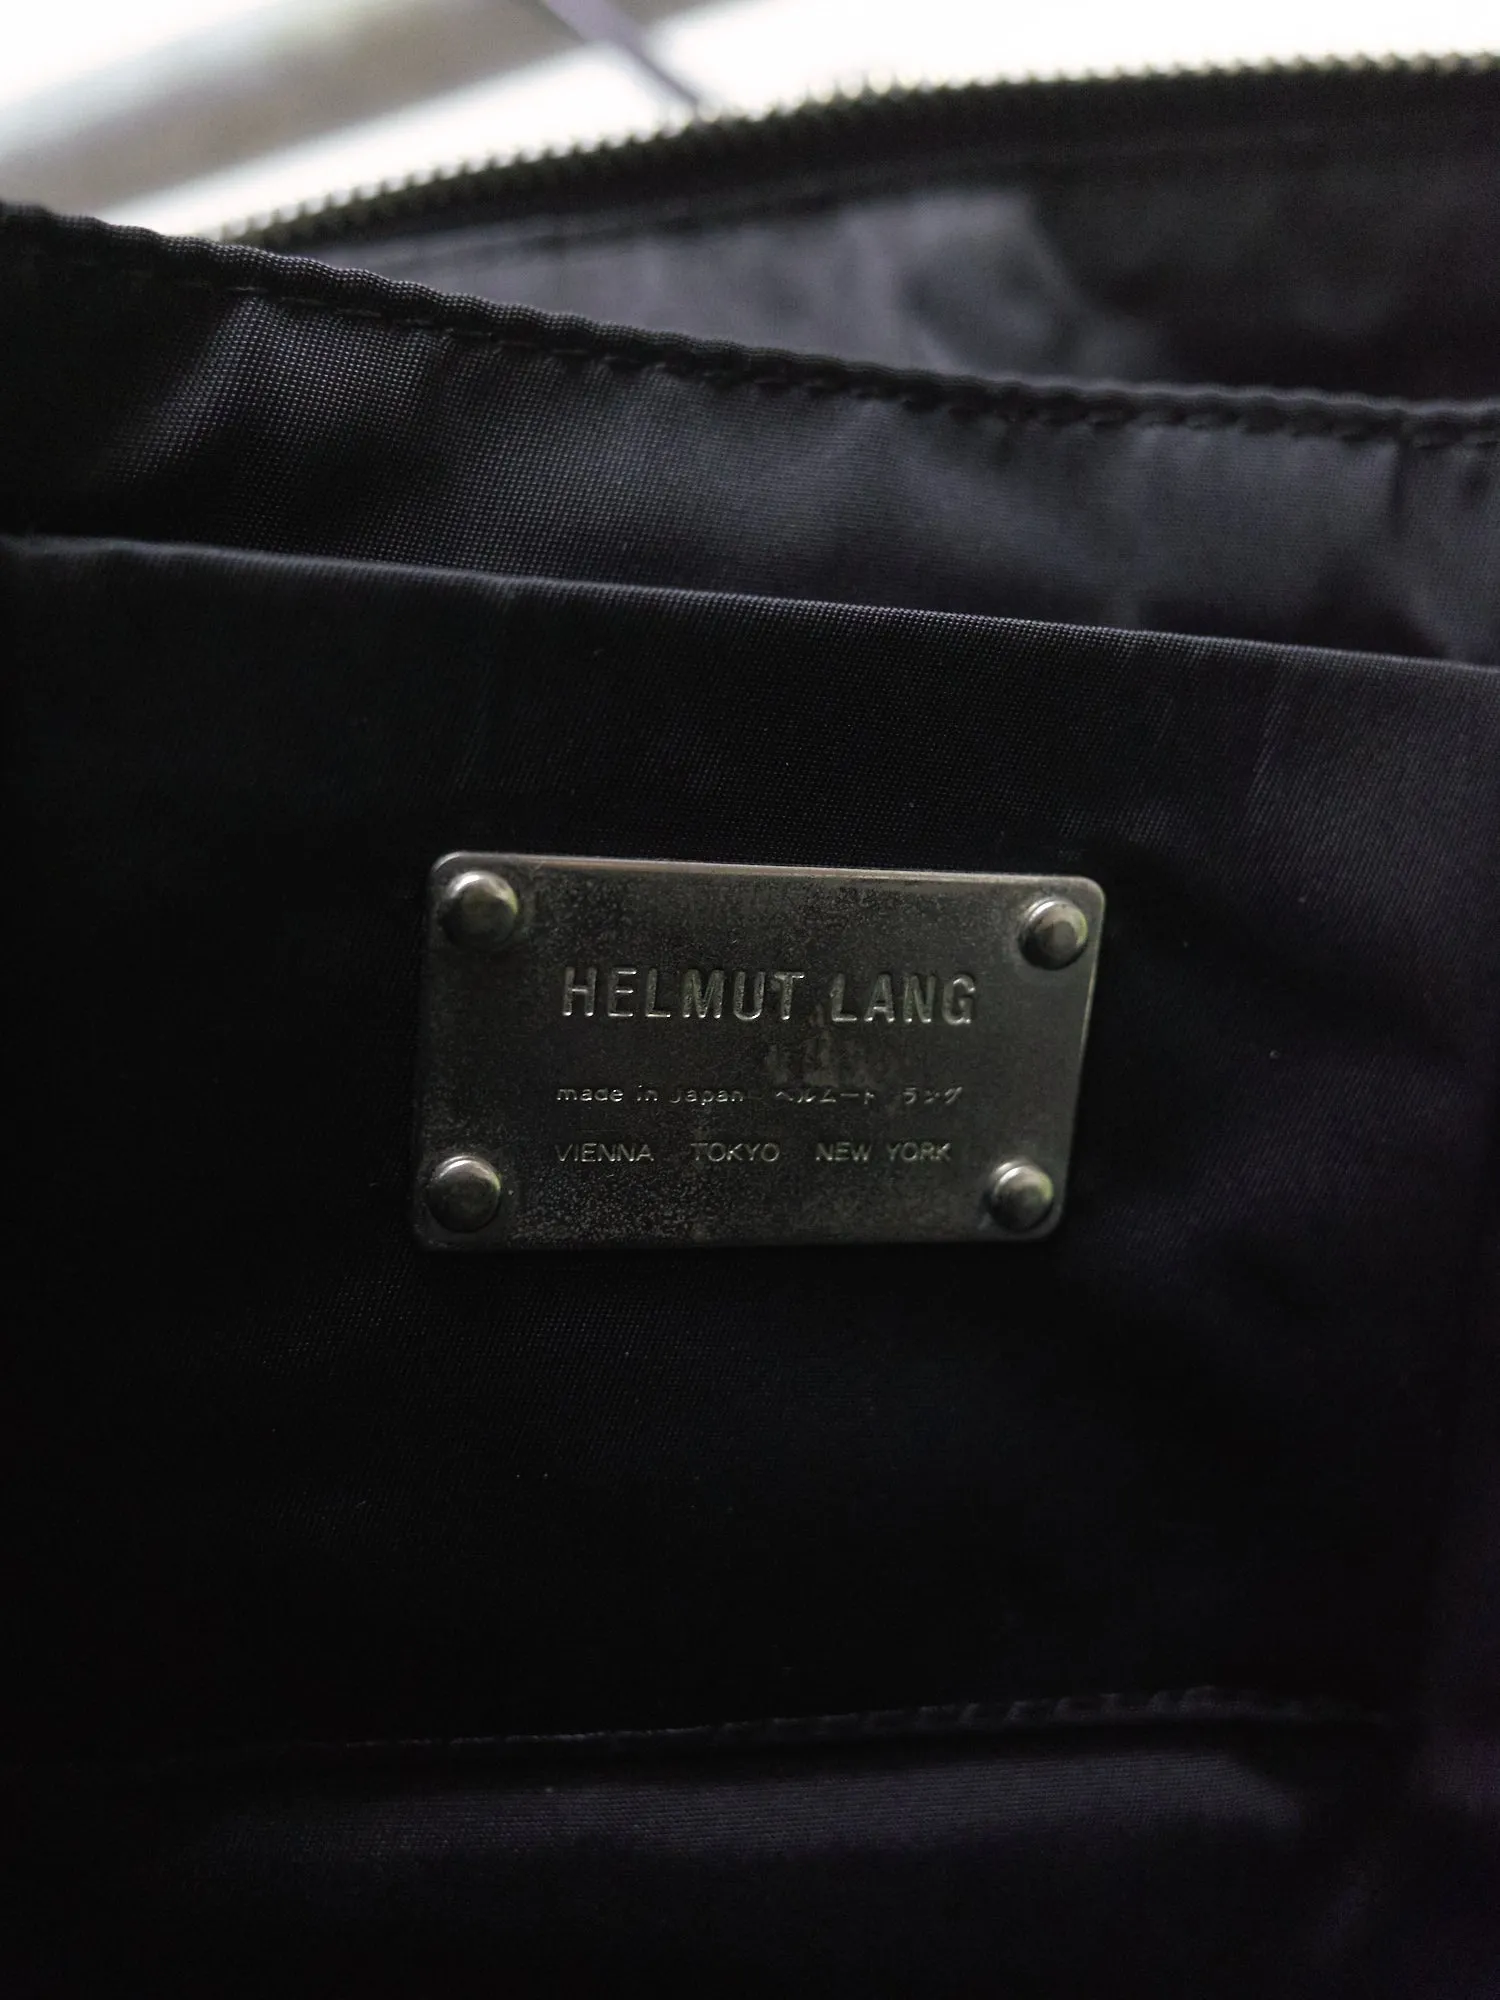 HELMUT LANG
made in Japan ヘルムート ラング
VIENNA TOKYO NEW YORK